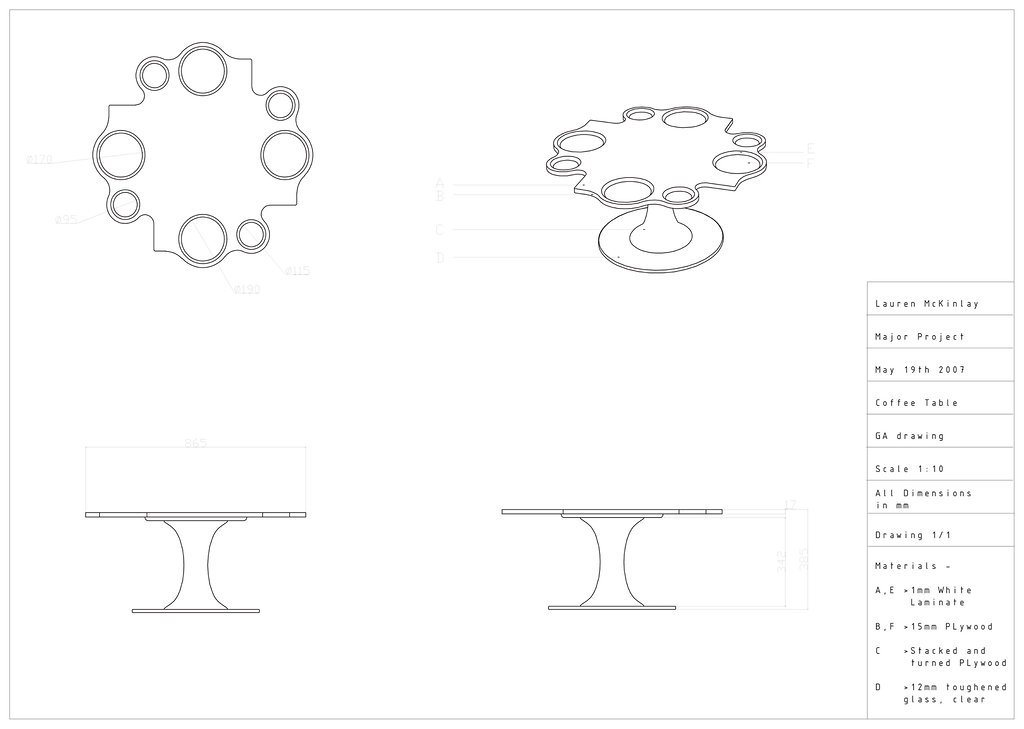 Ø170
Ø95
Ø115
Ø190
A
B
C
D
E
F
865
17
342
385
Lauren McKinlay
Major Project
May 19th 2007
Coffee Table
GA drawing
Scale 1:10
All Dimensions
in mm
Drawing 1/1
Materials -
A,E >1mm White
Laminate
B,F >15mm PLywood
C >Stacked and
turned PLywood
D >12mm toughened
glass, clear